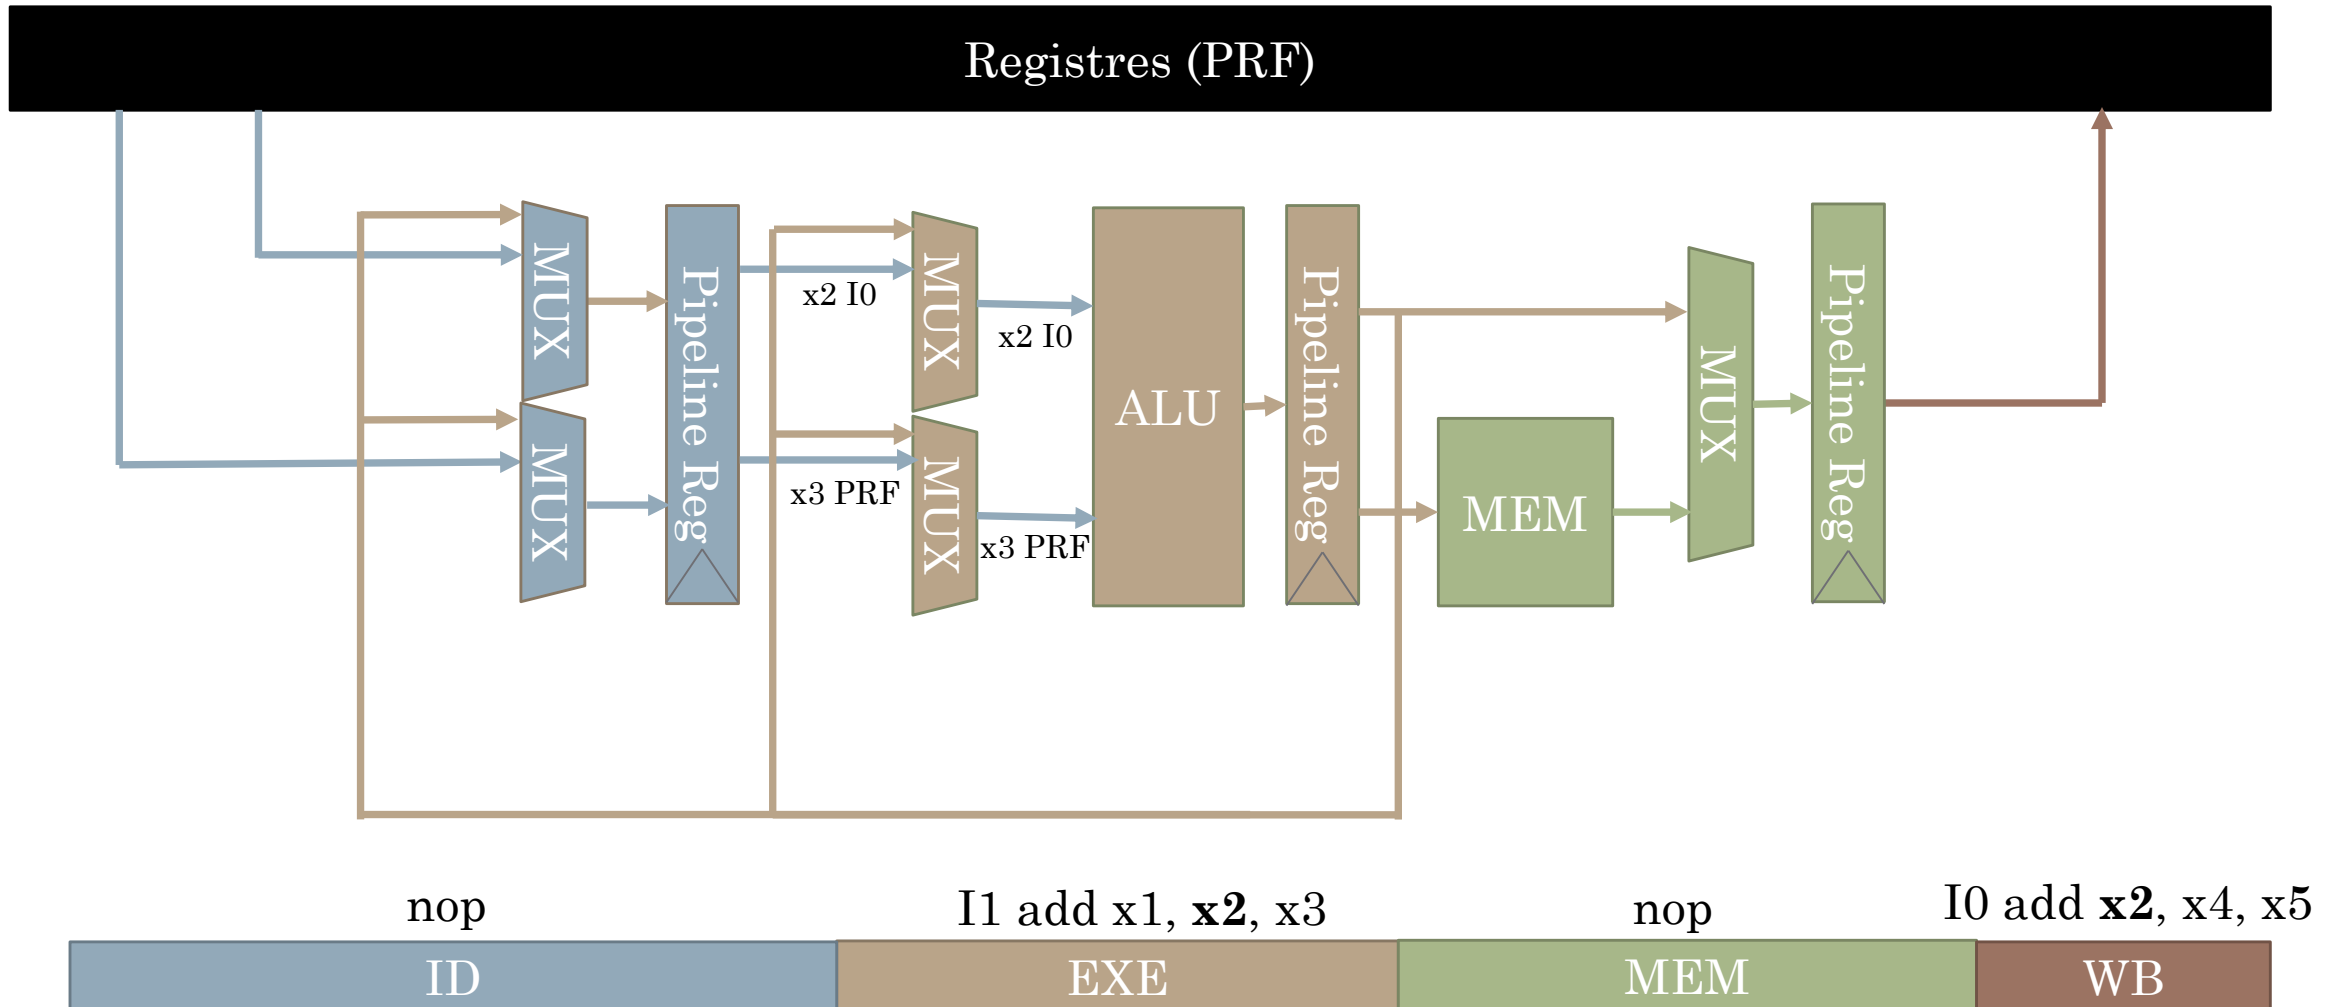 Registres (PRF)
MUX
MUX
Pipeline Reg
x2 I0
x3 PRF
MUX
MUX
x2 I0
x3 PRF
ALU
Pipeline Reg
MEM
MUX
Pipeline Reg
nop
I1 add x1, x2, x3
nop
I0 add x2, x4, x5
ID
EXE
MEM
WB